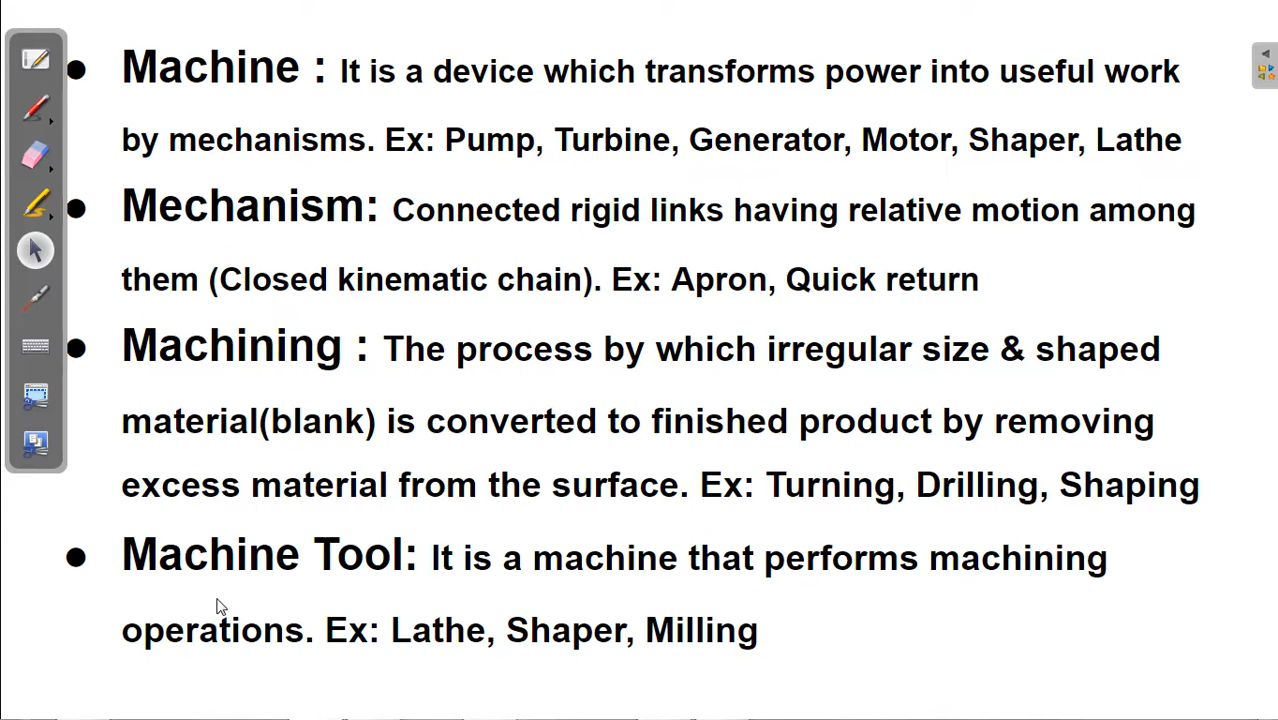 ● Machine : It is a device which transforms power into useful work
by mechanisms. Ex: Pump, Turbine, Generator, Motor, Shaper, Lathe
● Mechanism: Connected rigid links having relative motion among
them (Closed kinematic chain). Ex: Apron, Quick return
● Machining : The process by which irregular size & shaped
material(blank) is converted to finished product by removing
excess material from the surface. Ex: Turning, Drilling, Shaping
● Machine Tool: It is a machine that performs machining
operations. Ex: Lathe, Shaper, Milling